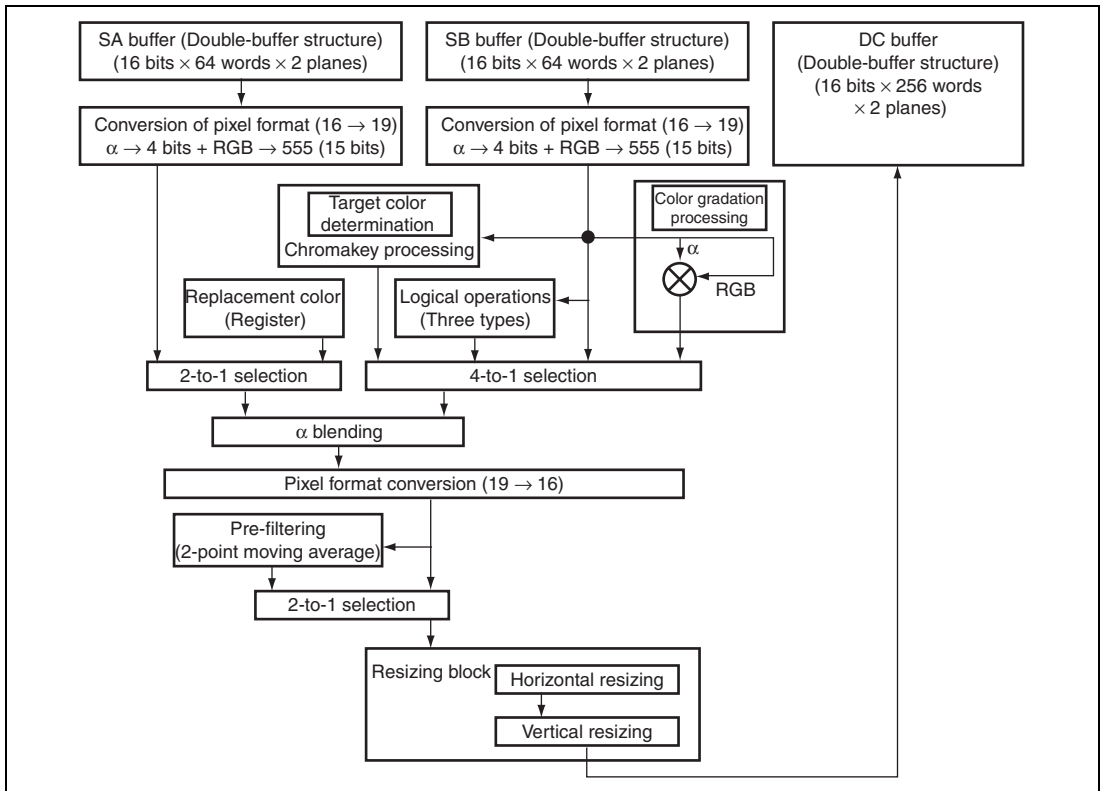 SA buffer (Double-buffer structure)
(16 bits × 64 words × 2 planes)
SB buffer (Double-buffer structure)
(16 bits × 64 words × 2 planes)
DC buffer
(Double-buffer structure)
(16 bits × 256 words
× 2 planes)
Conversion of pixel format (16 → 19)
α → 4 bits + RGB → 555 (15 bits)
Conversion of pixel format (16 → 19)
α → 4 bits + RGB → 555 (15 bits)
Target color
determination
Chromakey processing
Color gradation
processing
α
RGB
Replacement color
(Register)
Logical operations
(Three types)
2-to-1 selection
4-to-1 selection
α blending
Pixel format conversion (19 → 16)
Pre-filtering
(2-point moving average)
2-to-1 selection
Resizing block
Horizontal resizing
Vertical resizing